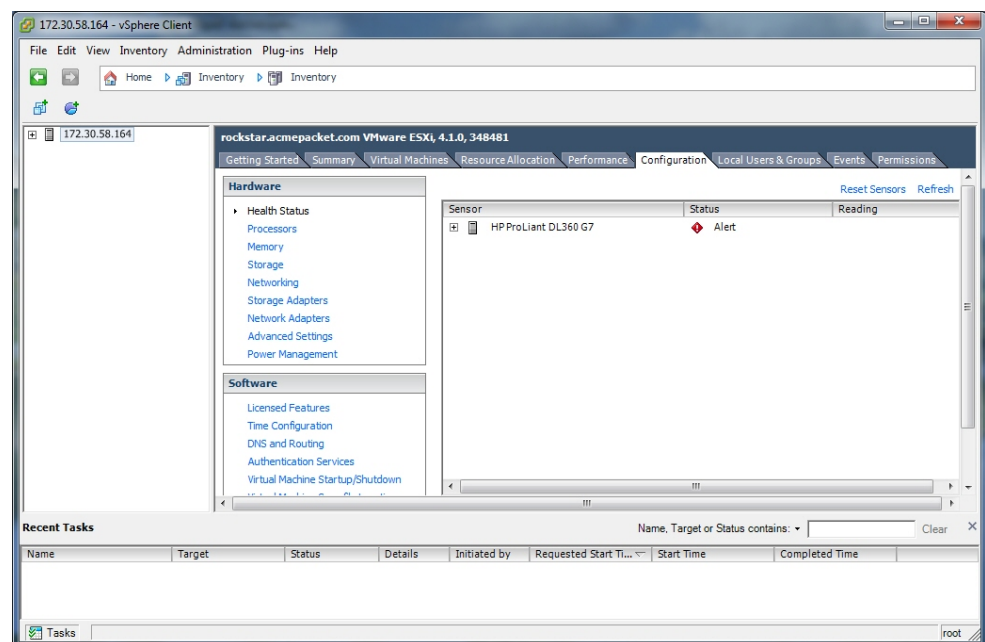 172.30.58.164 - vSphere Client
File Edit View Inventory Administration Plug-ins Help
Home Inventory Inventory
172.30.58.164
rockstar.acmepacket.com VMware ESXi, 4.1.0, 348481
Getting Started Summary Virtual Machines Resource Allocation Performance Configuration Local Users & Groups Events Permissions
Hardware
Health Status
Processors
Memory
Storage
Networking
Storage Adapters
Network Adapters
Advanced Settings
Power Management
Software
Licensed Features
Time Configuration
DNS and Routing
Authentication Services
Virtual Machine Startup/Shutdown
Reset Sensors Refresh
Sensor Status Reading
HP ProLiant DL360 G7 Alert
Recent Tasks
Name, Target or Status contains: Clear
Name Target Status Details Initiated by Requested Start Ti... Start Time Completed Time
Tasks root